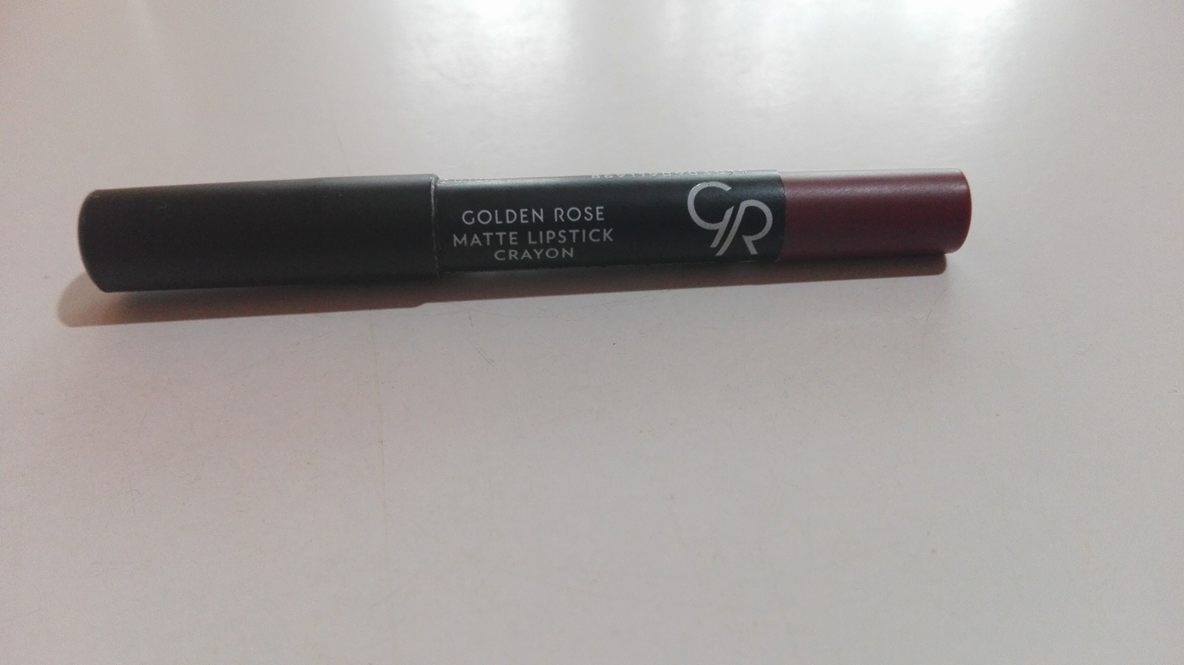 GOLDEN ROSE
MATTE LIPSTICK
CRAYON
GR